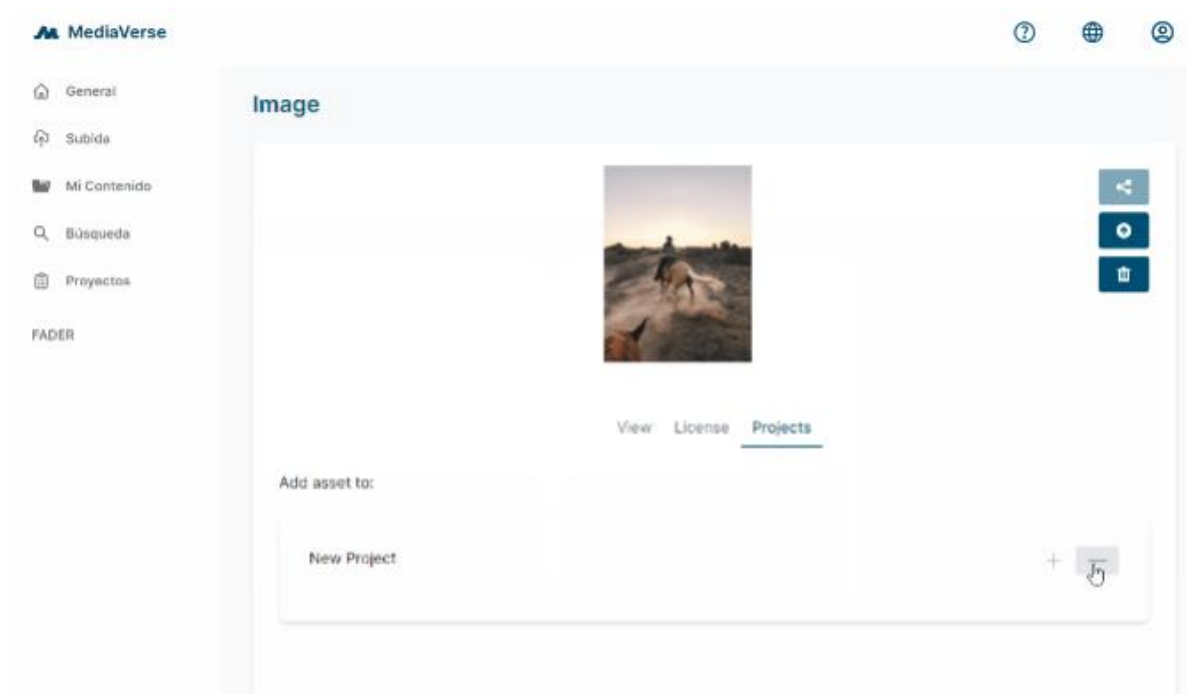 MediaVerse
General
Subida
Mi Contenido
Búsqueda
Proyectos
FADER
Image
View License Projects
Add asset to:
New Project